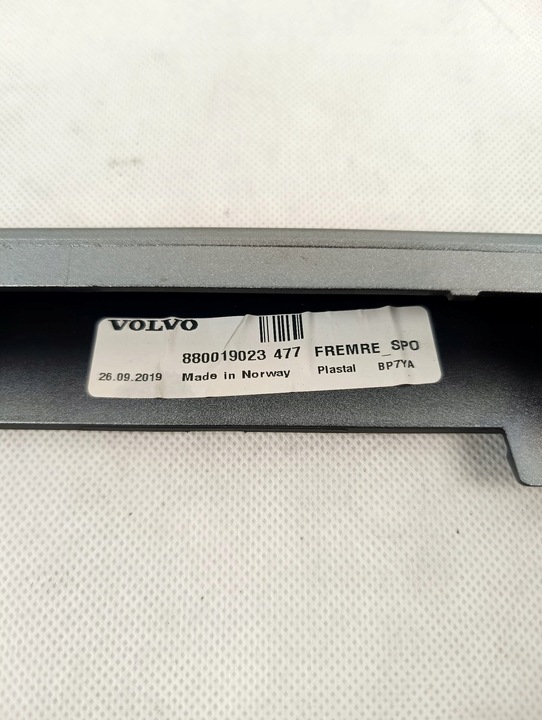 VOLVO
880019023 477 FREMRE_SPO
26.09.2019 Made in Norway Plastal BP7YA